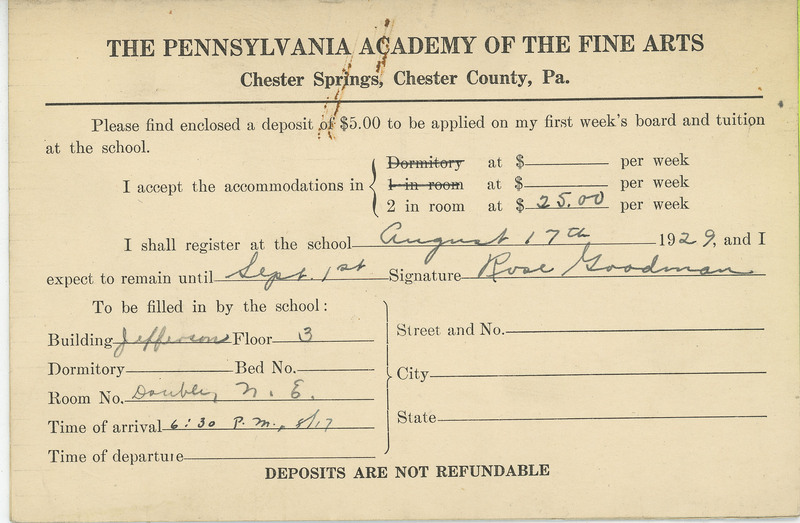 THE PENNSYLVANIA ACADEMY OF THE FINE ARTS
Chester Springs, Chester County, Pa.
Please find enclosed a deposit of $5.00 to be applied on my first week's board and tuition
at the school.
Dormitory at $ per week
I accept the accommodations in 1 in room at $ per week
2 in room at $ 25.00 per week
I shall register at the school August 17th 1929, and I
expect to remain until Sept. 1st Signature Rose Goodman
To be filled in by the school:
Building Jefferson Floor 3
Dormitory Bed No.
Room No. Double, N. E.
Time of arrival 6:30 P.M., 8/17
Time of departure
Street and No.
City
State
DEPOSITS ARE NOT REFUNDABLE